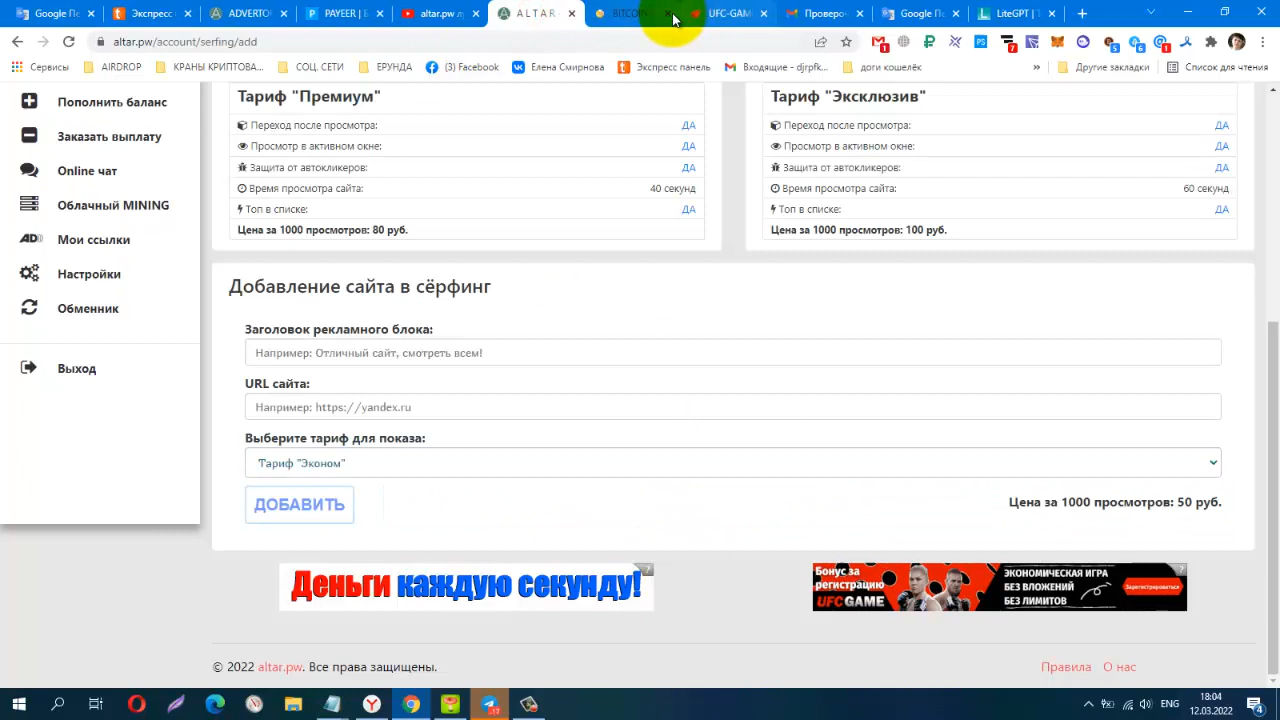 Google Пе
Экспресс
ADVERTO
PAYEER | Б
altar.pw л
A L T A R
BITCOIN
UFC-GAM
Проверо
Google П
LiteGPT | T
altar.pw/account/serfing/add
Сервисы
AIRDROP
КРАНЫ КРИПТОВА...
СОЦ. СЕТИ
ЕРУНДА
(3) Facebook
Елена Смирнова
Экспресс панель
Входящие - djrpfk...
доги кошелёк
»
Другие закладки
Список для чтения
Пополнить баланс
Заказать выплату
Online чат
Облачный MINING
Мои ссылки
Настройки
Обменник
Выход
Тариф "Премиум"
Переход после просмотра: ДА
Просмотр в активном окне: ДА
Защита от автокликеров: ДА
Время просмотра сайта: 40 секунд
Топ в списке: ДА
Цена за 1000 просмотров: 80 руб.
Тариф "Эксклюзив"
Переход после просмотра: ДА
Просмотр в активном окне: ДА
Защита от автокликеров: ДА
Время просмотра сайта: 60 секунд
Топ в списке: ДА
Цена за 1000 просмотров: 100 руб.
Добавление сайта в сёрфинг
Заголовок рекламного блока:
Например: Отличный сайт, смотреть всем!
URL сайта:
Например: https://yandex.ru
Выберите тариф для показа:
Тариф "Эконом"
ДОБАВИТЬ
Цена за 1000 просмотров: 50 руб.
Деньги каждую секунду!
Бонус за
регистрацию
UFCGAME
ЭКОНОМИЧЕСКАЯ ИГРА
БЕЗ ВЛОЖЕНИЙ
БЕЗ ЛИМИТОВ
Зарегистрироваться
© 2022 altar.pw. Все права защищены.
Правила О нас
ENG
18:04
12.03.2022